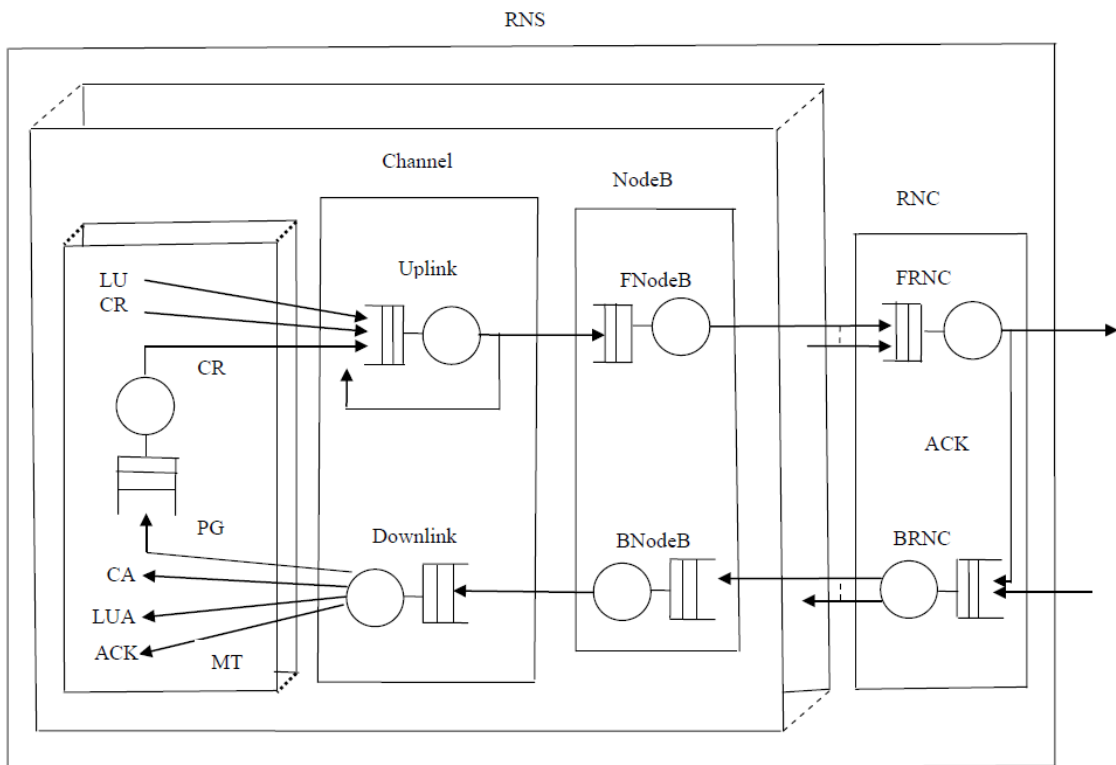 RNS
Channel
NodeB
RNC
LU
CR
Uplink
FNodeB
FRNC
CR
ACK
PG
Downlink
BNodeB
BRNC
CA
LUA
ACK
MT